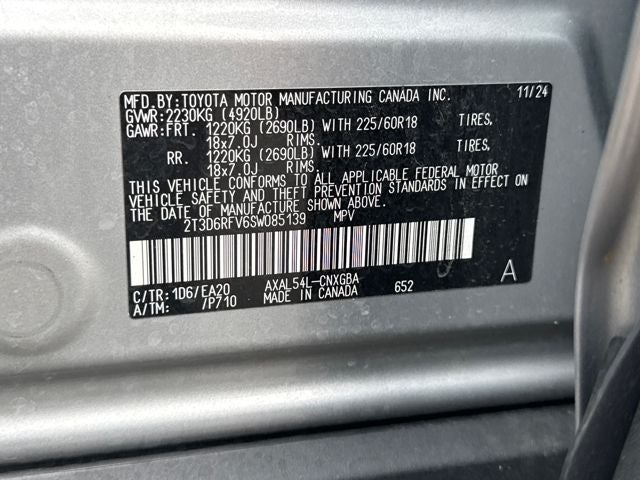 MFD.BY:TOYOTA MOTOR MANUFACTURING CANADA INC. 11/24
GVWR:2230KG (4920LB)
GAWR:FRT. 1220KG (2690LB) WITH 225/60R18 TIRES,
18x7.0J RIMS.
RR. 1220KG (2690LB) WITH 225/60R18 TIRES,
18x7.0J RIMS.
THIS VEHICLE CONFORMS TO ALL APPLICABLE FEDERAL MOTOR
VEHICLE SAFETY AND THEFT PREVENTION STANDARDS IN EFFECT ON
THE DATE OF MANUFACTURE SHOWN ABOVE.
2T3D6RFV6SW085139 MPV
C/TR:1D6/EA20 AXAL54L-CNXGBA 652 A
A/TM: /P710 MADE IN CANADA